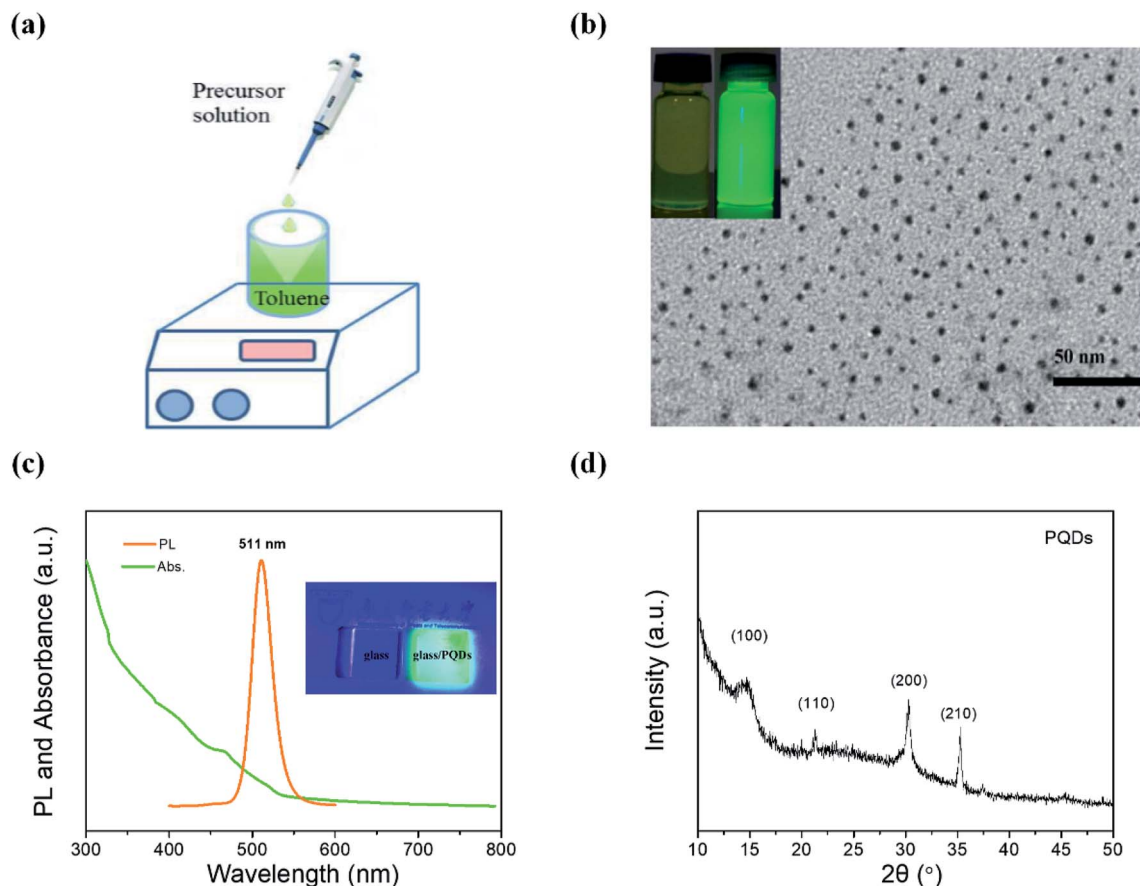 (a)
Precursor
solution
Toluene
(b)
50 nm
(c)
PL and Absorbance (a.u.)
PL
Abs.
511 nm
glass
glass/PQDs
300 400 500 600 700 800
Wavelength (nm)
(d)
Intensity (a.u.)
PQDs
(100)
(110)
(200)
(210)
10 15 20 25 30 35 40 45 50
2θ (°)